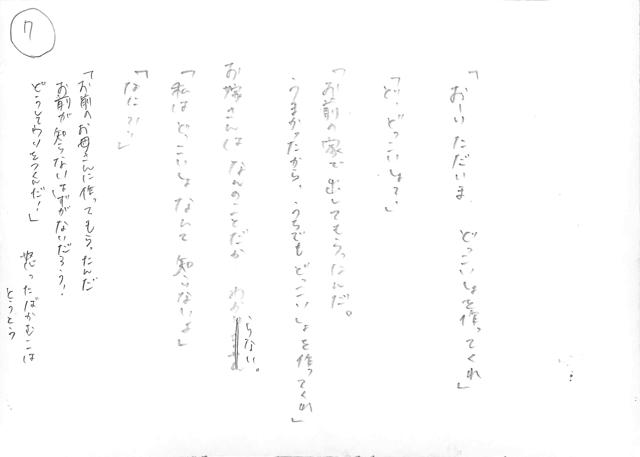 7
「おーいただいま どっこいしょを作ってくれ」
「ど、どっこいしょて、」
「お前の家で出してもらったんだ。
うまかったから、うちでもどっこいしょを作ってくれ」
お嫁さんはなんのことだか わからない。
「私はどっこいしょなんて知らないよ」
「なにいっ」
「お前のお母さんに作ってもらったんだ
お前が知らないはずがないだろう!
どうしてウソをつくんだ!」
怒ったばかむこは
とうとう